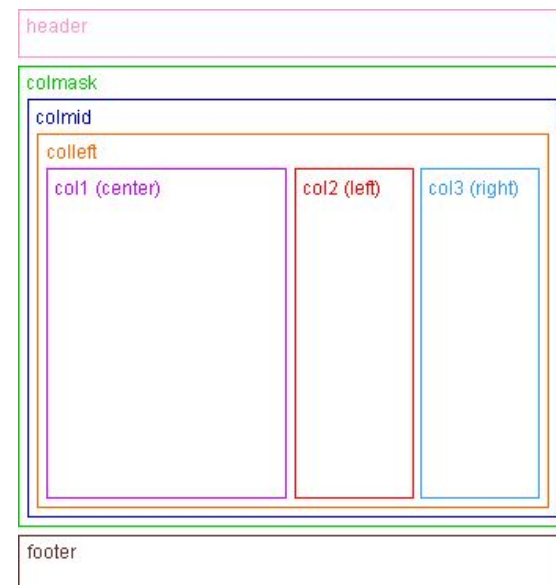 header
colmask
colmid
colleft
col1 (center)
col2 (left)
col3 (right)
footer